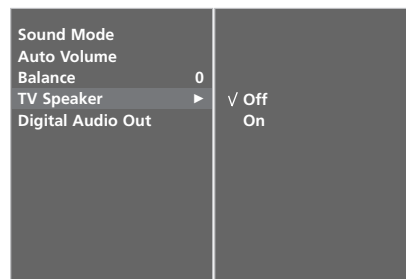 Sound Mode
Auto Volume
Balance 0
TV Speaker ►
Digital Audio Out
√ Off
On